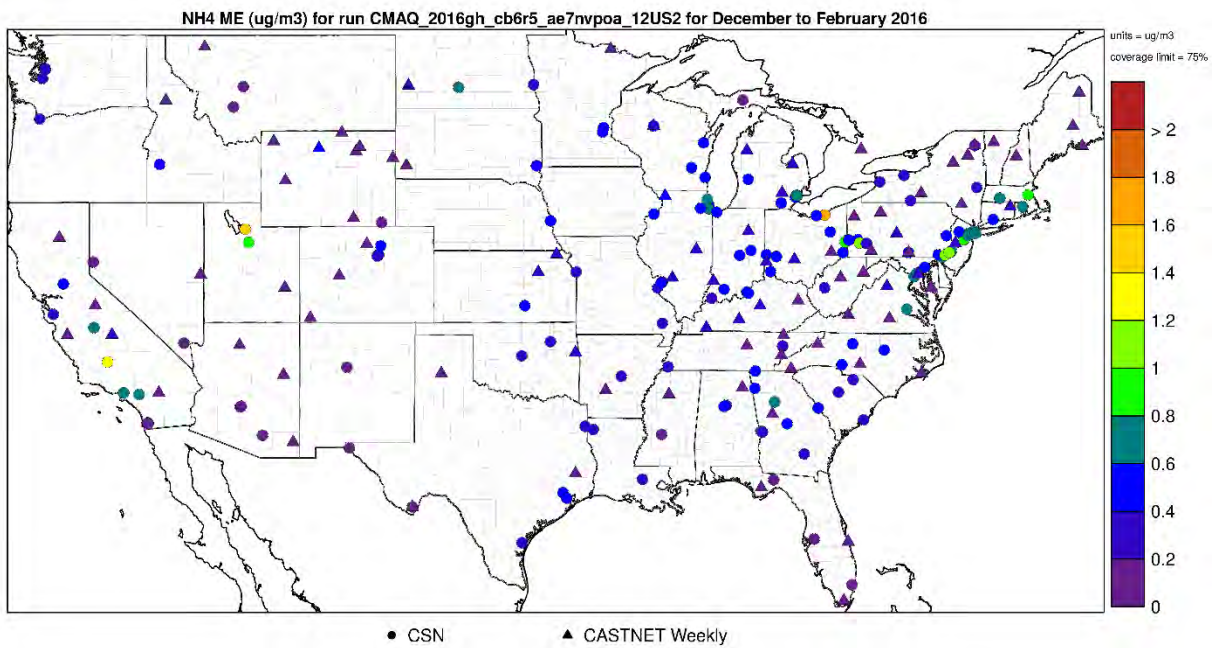 NH4 ME (ug/m3) for run CMAQ_2016gh_cb6r5_ae7nvpoa_12US2 for December to February 2016
units = ug/m3
coverage limit = 75%
> 2
1.8
1.6
1.4
1.2
1
0.8
0.6
0.4
0.2
0
CSN CASTNET Weekly